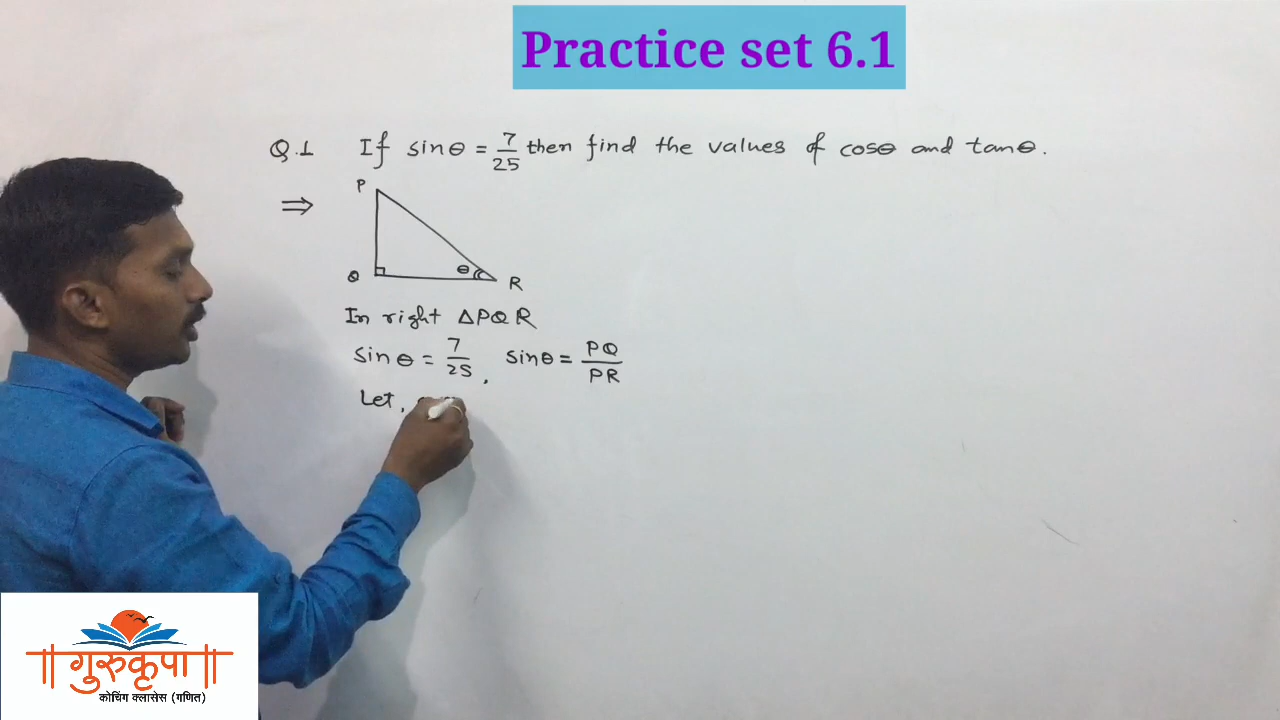 Practice set 6.1
Q.1 If sinθ = 7/25 then find the values of cosθ and tanθ.
⇒
P
Q θ R
In right △PQR
sinθ = 7/25, sinθ = PQ/PR
Let,
॥ गुरुकृपा ॥
कोचिंग क्लासेस (गणित)